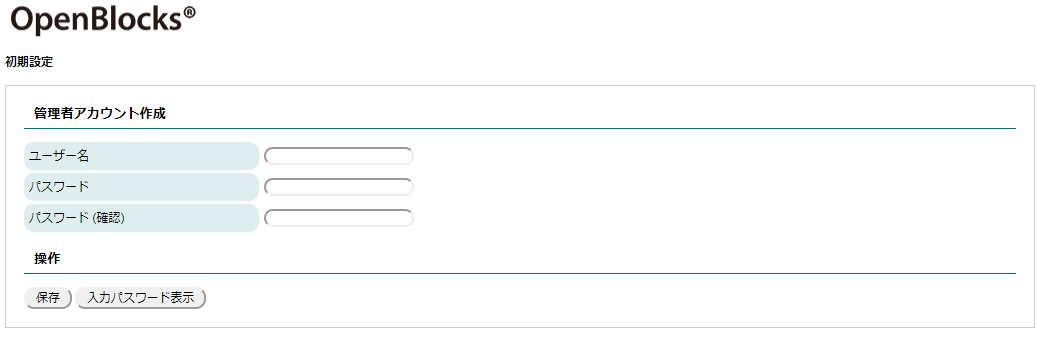 OpenBlocks®
初期設定
管理者アカウント作成
ユーザー名
パスワード
パスワード (確認)
操作
保存 入力パスワード表示